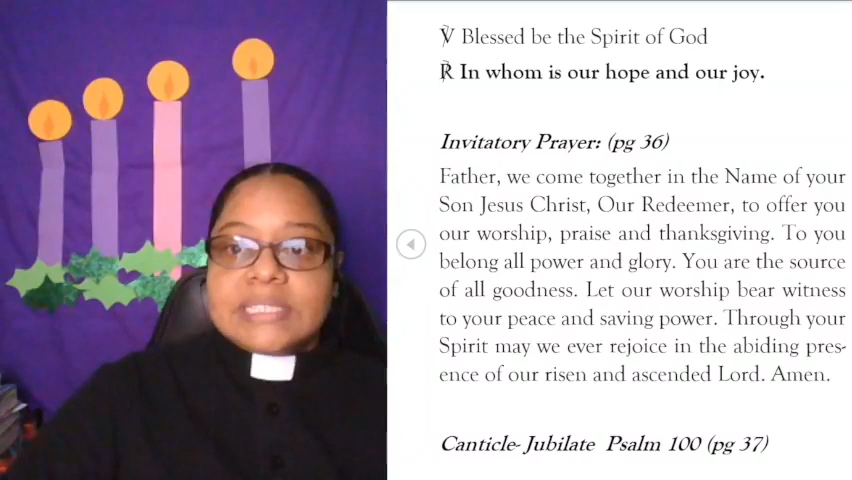 ℣ Blessed be the Spirit of God
℟ In whom is our hope and our joy.
Invitatory Prayer: (pg 36)
Father, we come together in the Name of your
Son Jesus Christ, Our Redeemer, to offer you
our worship, praise and thanksgiving. To you
belong all power and glory. You are the source
of all goodness. Let our worship bear witness
to your peace and saving power. Through your
Spirit may we ever rejoice in the abiding pres-
ence of our risen and ascended Lord. Amen.
Canticle- Jubilate Psalm 100 (pg 37)